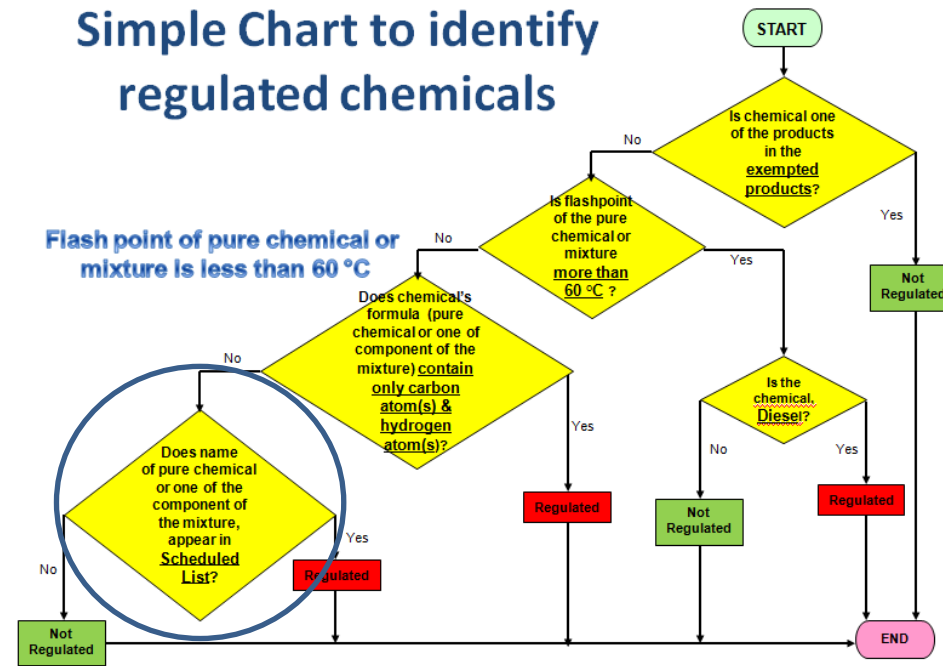 Simple Chart to identify
regulated chemicals
START
Is chemical one
of the products
in the
exempted
products?
No
Yes
Not
Regulated
Is flashpoint
of the pure
chemical or
mixture
more than
60 °C ?
No
Yes
Flash point of pure chemical or
mixture is less than 60 °C
Does chemical's
formula (pure
chemical or one of
component of the
mixture) contain
only carbon
atom(s) &
hydrogen
atom(s)?
No
Yes
Regulated
Is the
chemical,
Diesel?
No
Yes
Not
Regulated
Regulated
Does name
of pure chemical
or one of the
component of
the mixture,
appear in
Scheduled
List?
No
Yes
Regulated
Not
Regulated
END